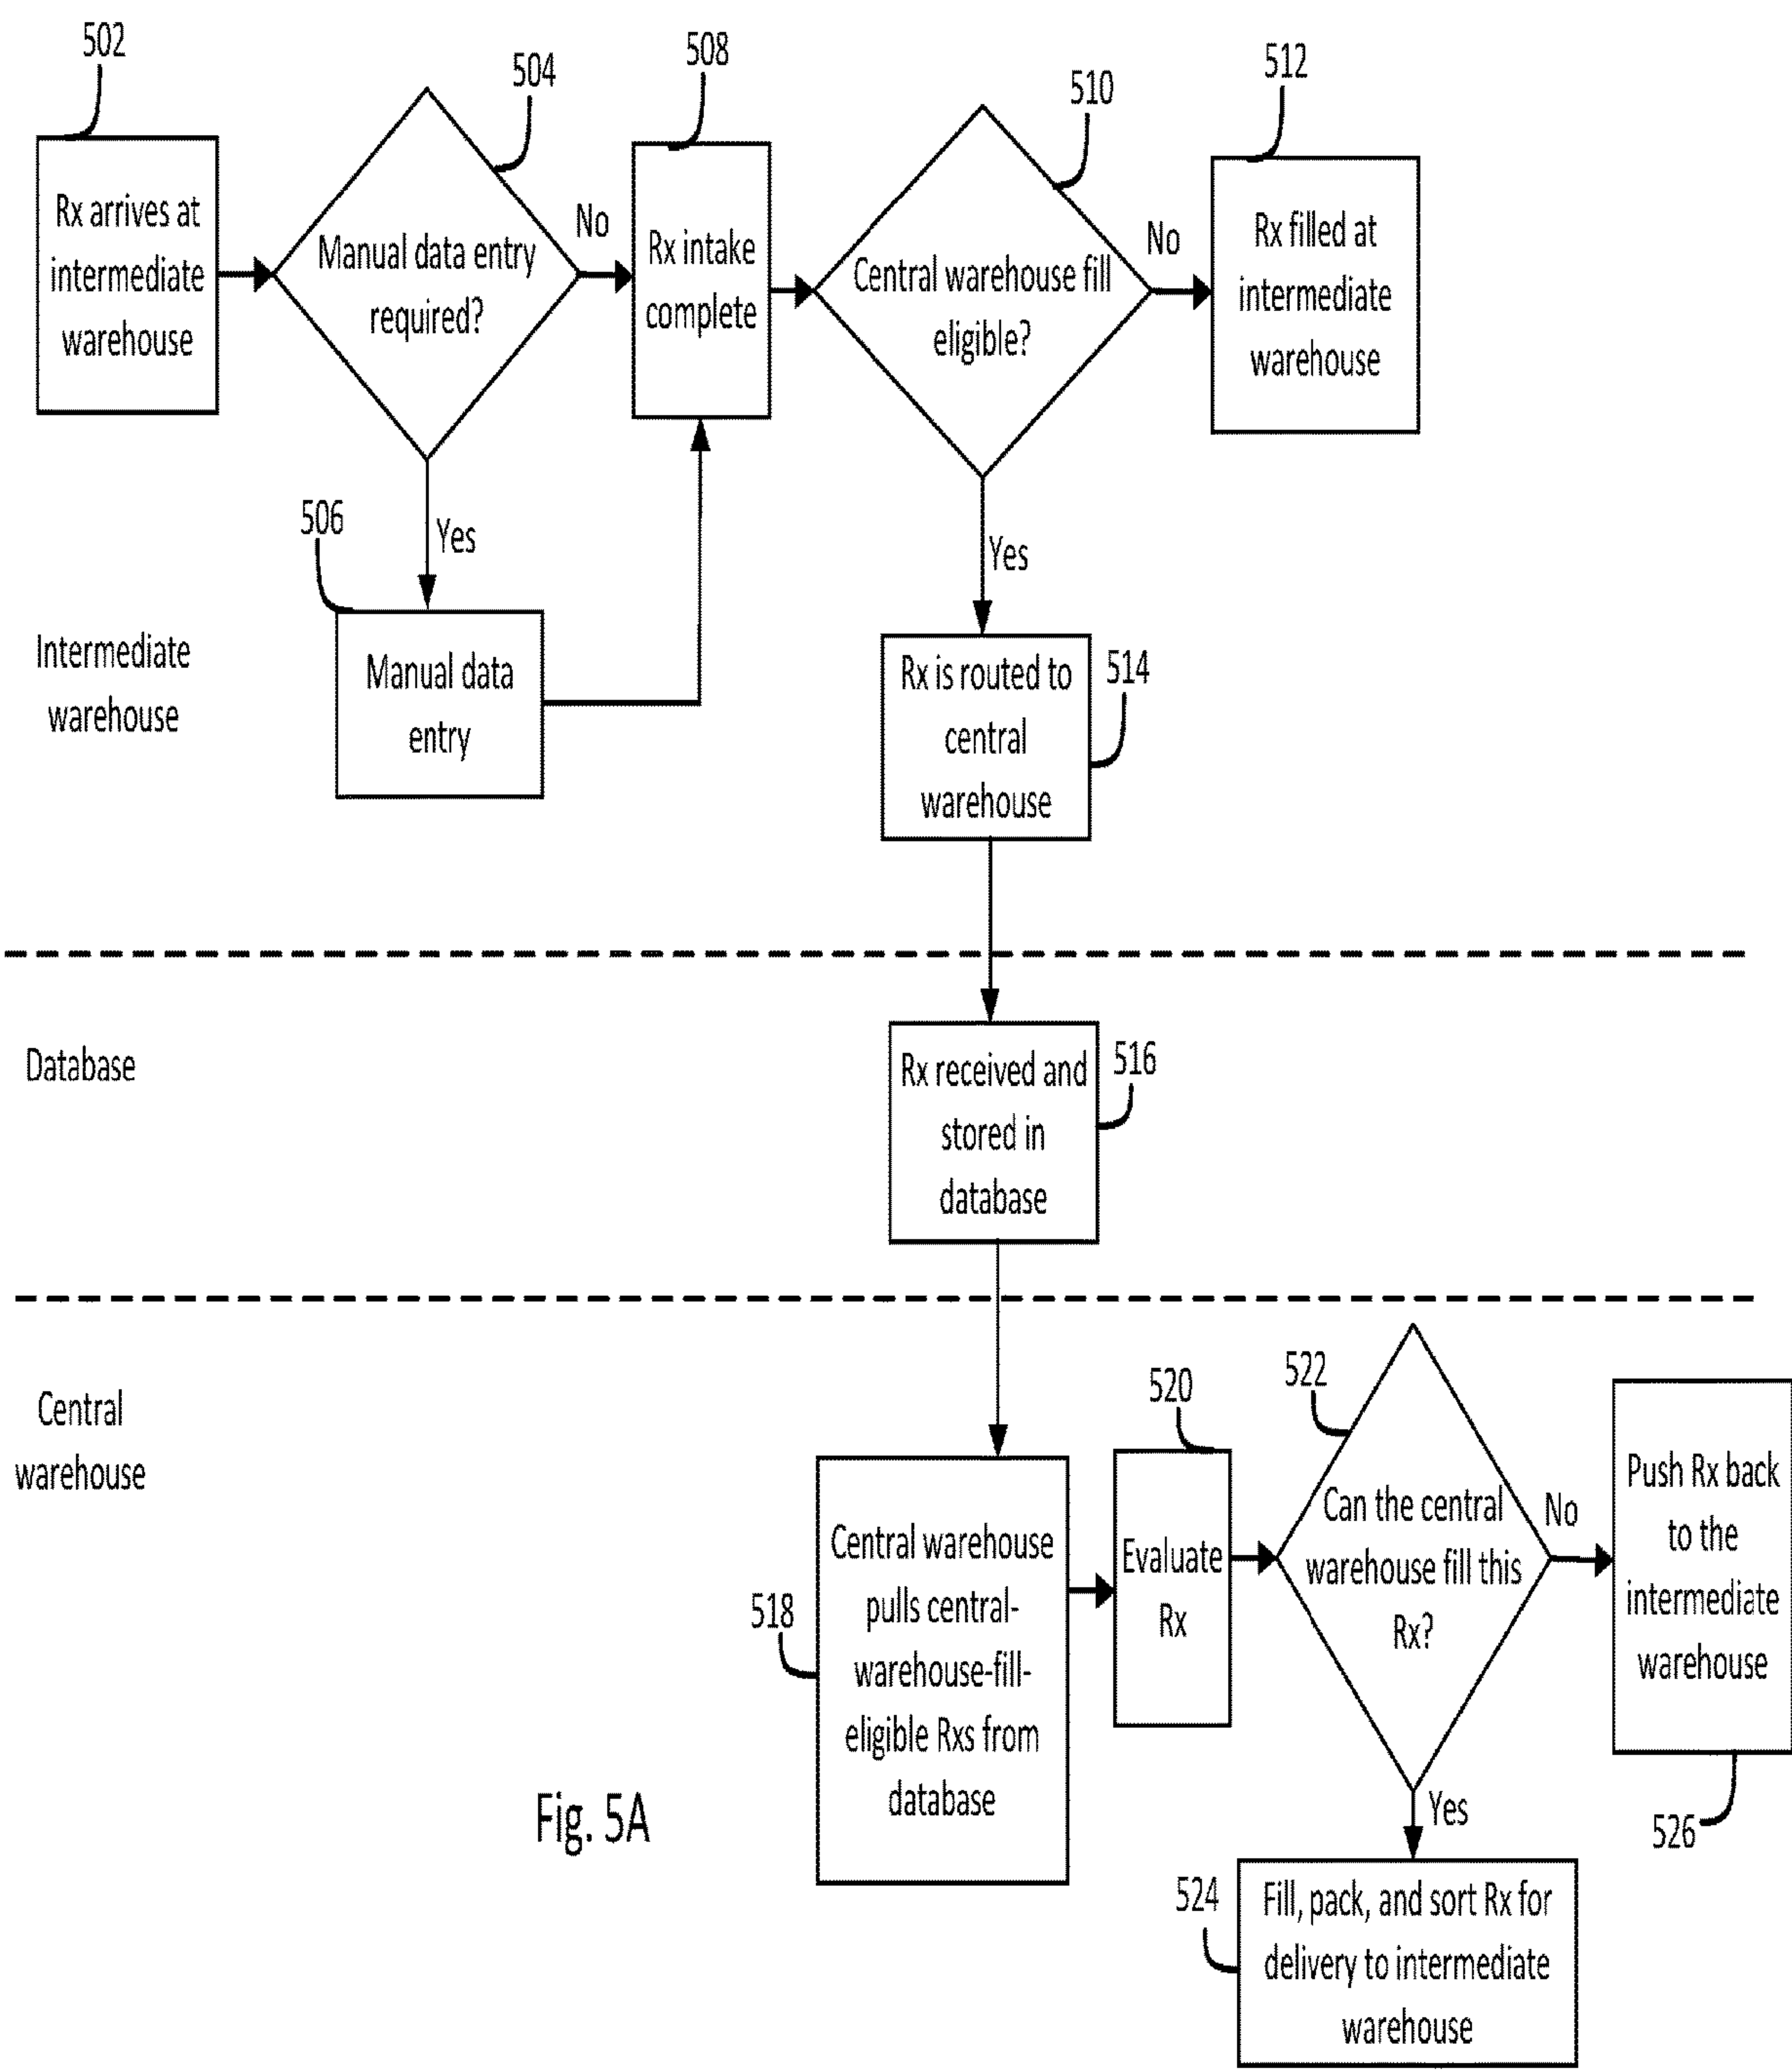 502
504
508
510
512
Rx arrives at
intermediate
warehouse
Manual data entry
required?
No
Rx intake
complete
Central warehouse fill
eligible?
No
Rx filled at
intermediate
warehouse
Yes
506
Yes
Intermediate
warehouse
Manual data
entry
Rx is routed to
central
warehouse
514
Database
Rx received and
stored in
database
516
Central
warehouse
518
Central warehouse
pulls central-
warehouse-fill-
eligible Rxs from
database
520
Evaluate
Rx
522
Can the central
warehouse fill this
Rx?
No
Push Rx back
to the
intermediate
warehouse
526
Yes
Fig. 5A
524
Fill, pack, and sort Rx for
delivery to intermediate
warehouse